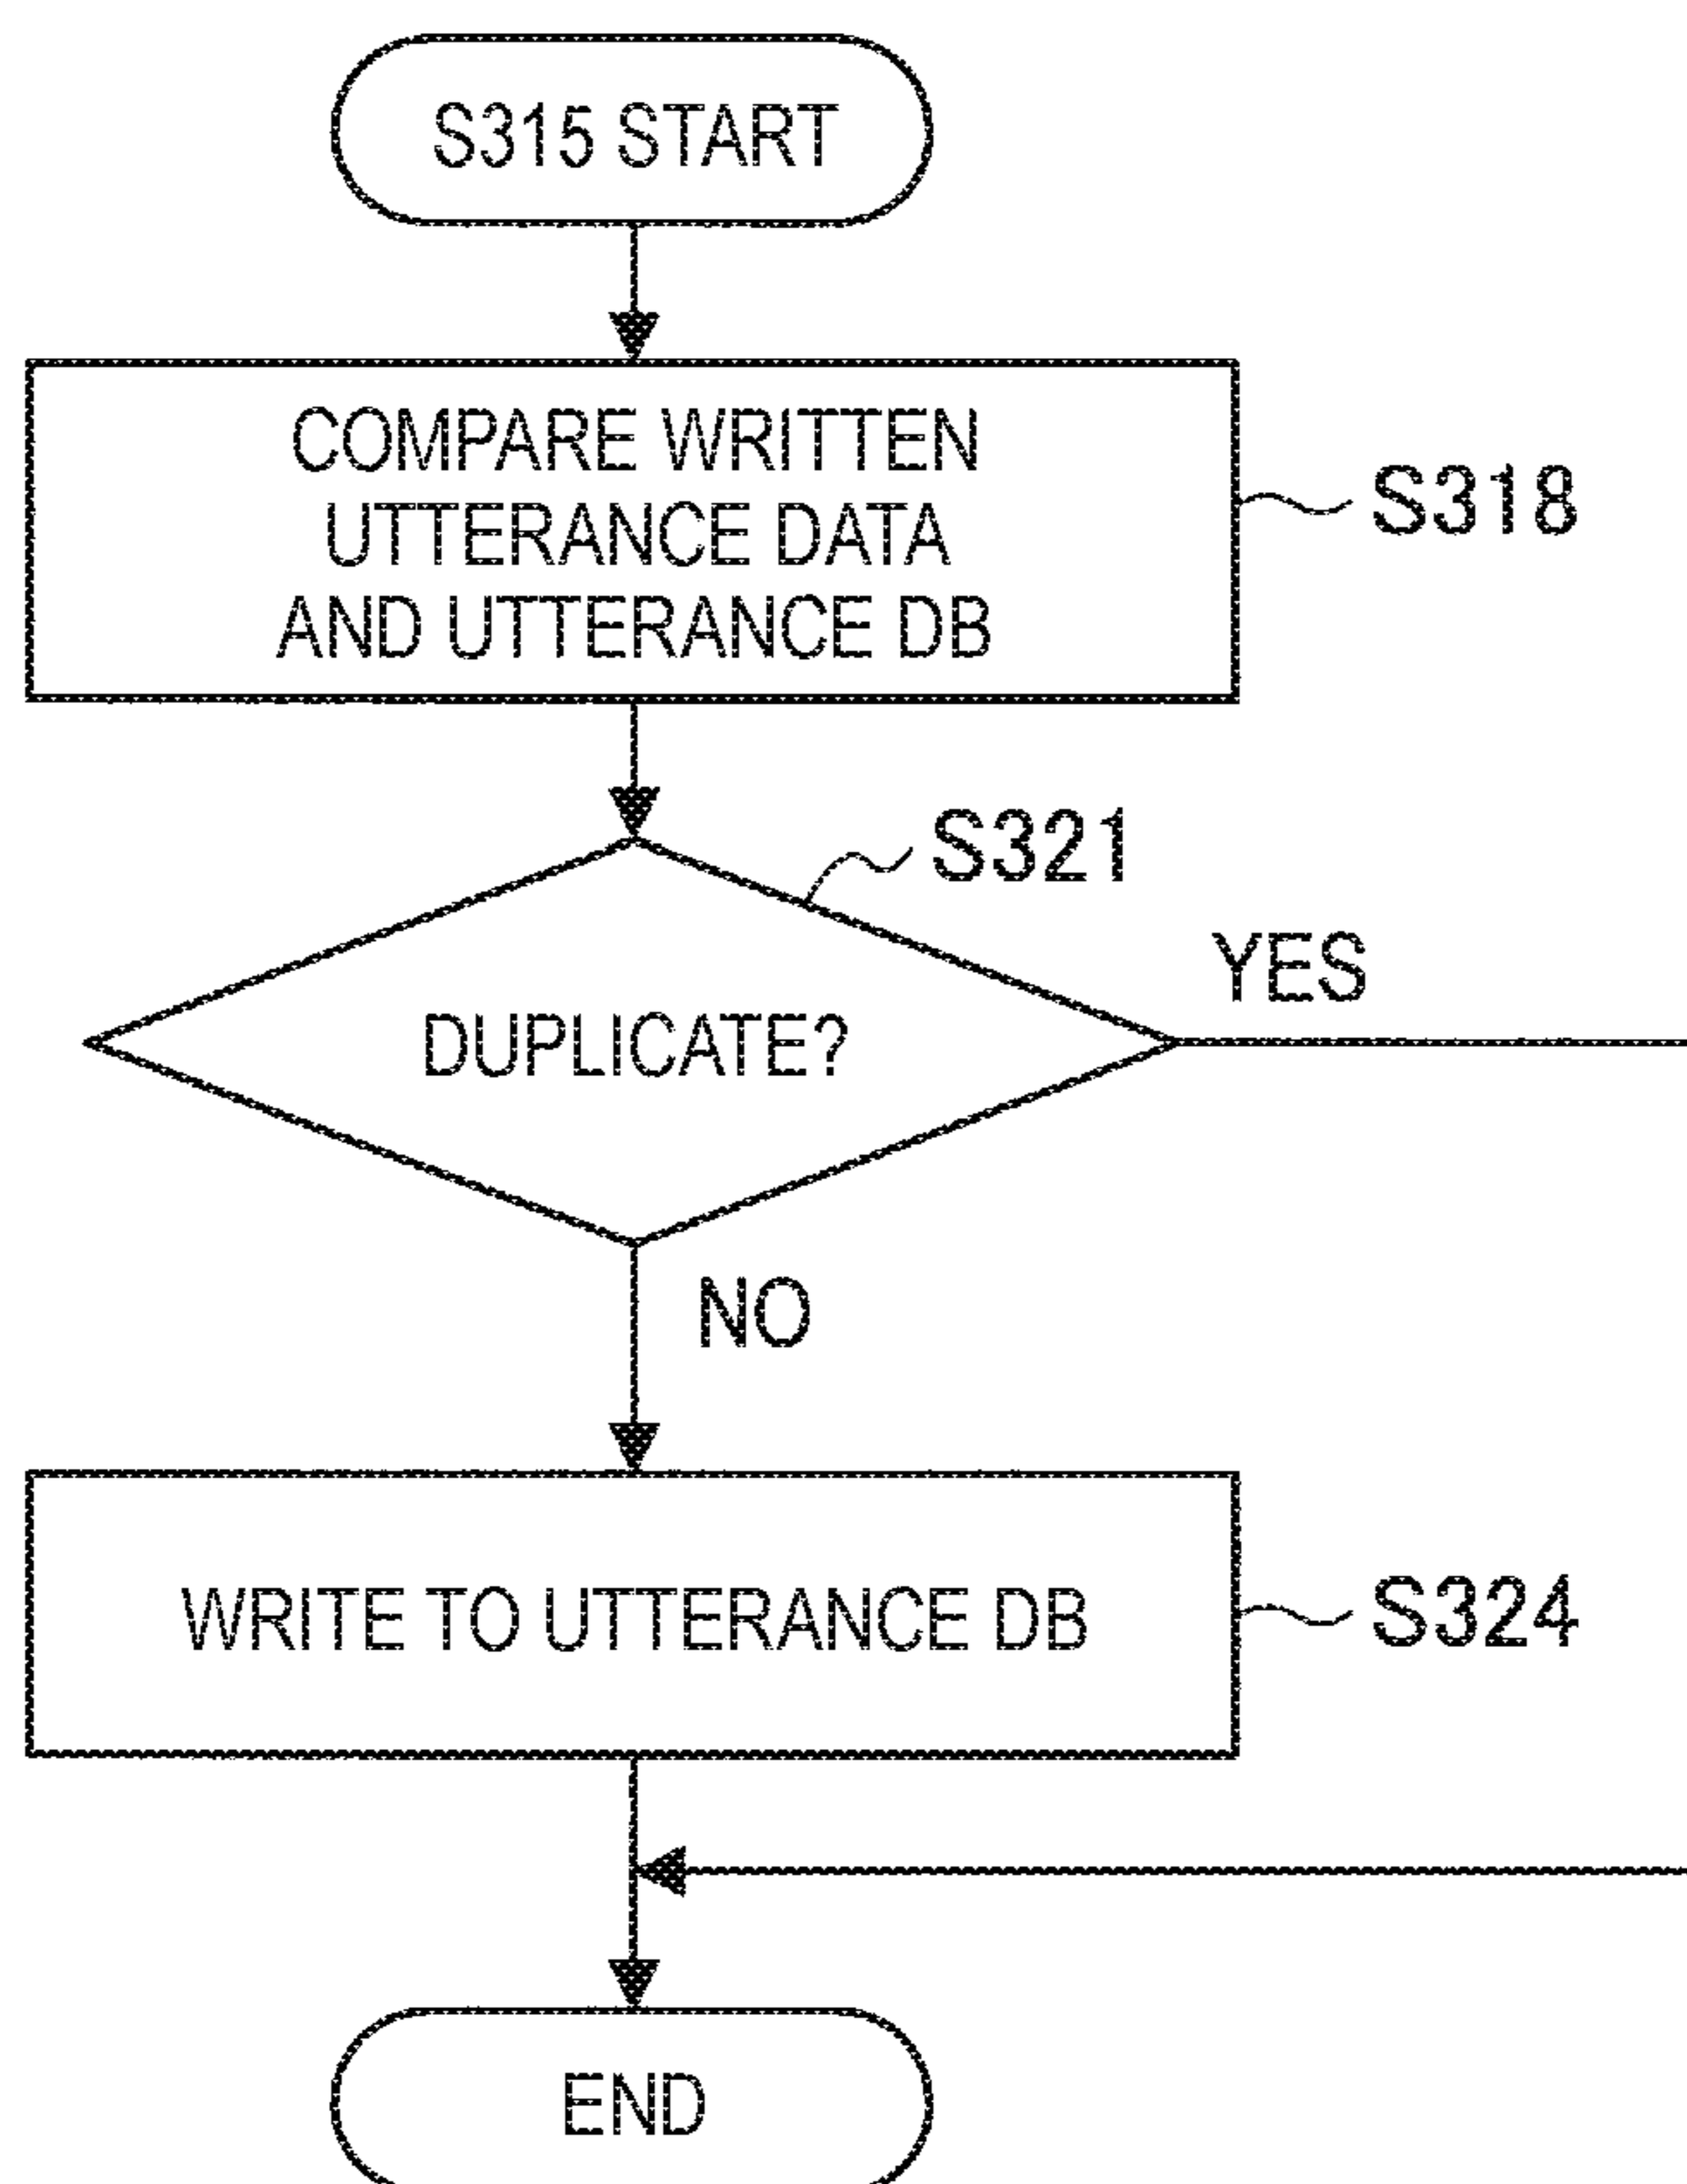 S315 START
COMPARE WRITTEN
UTTERANCE DATA
AND UTTERANCE DB
S318
S321
YES
DUPLICATE?
NO
WRITE TO UTTERANCE DB
S324
END